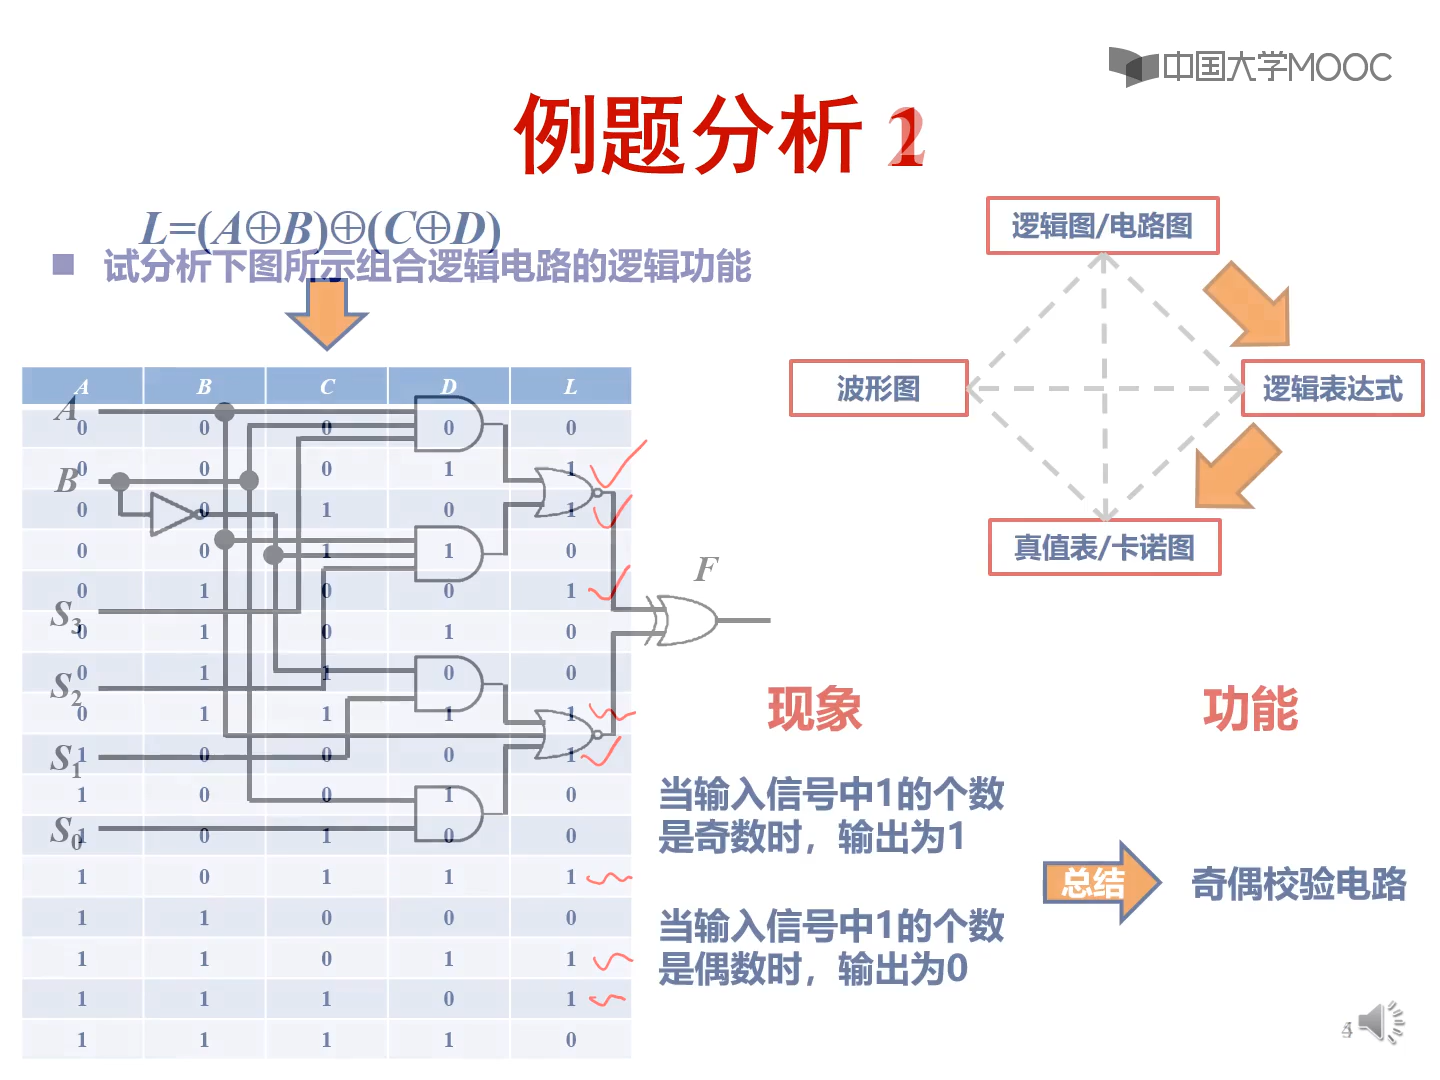 中国大学MOOC
例题分析
L=(A⊕B)⊕(C⊕D)
■ 试分析下图所示组合逻辑电路的逻辑功能
逻辑图/电路图
波形图
逻辑表达式
真值表/卡诺图
A B C D L
0 0 0 0 0
0 0 0 1 1
0 0 1 0 1
0 0 1 1 0
0 1 0 0 1
0 1 0 1 0
0 1 1 0 0
0 1 1 1 1
1 0 0 0 1
1 0 0 1 0
1 0 1 0 0
1 0 1 1 1
1 1 0 0 0
1 1 0 1 1
1 1 1 0 1
1 1 1 1 0
A
B
S3
S2
S1
S0
F
现象
功能
当输入信号中1的个数
是奇数时，输出为1
当输入信号中1的个数
是偶数时，输出为0
总结
奇偶校验电路